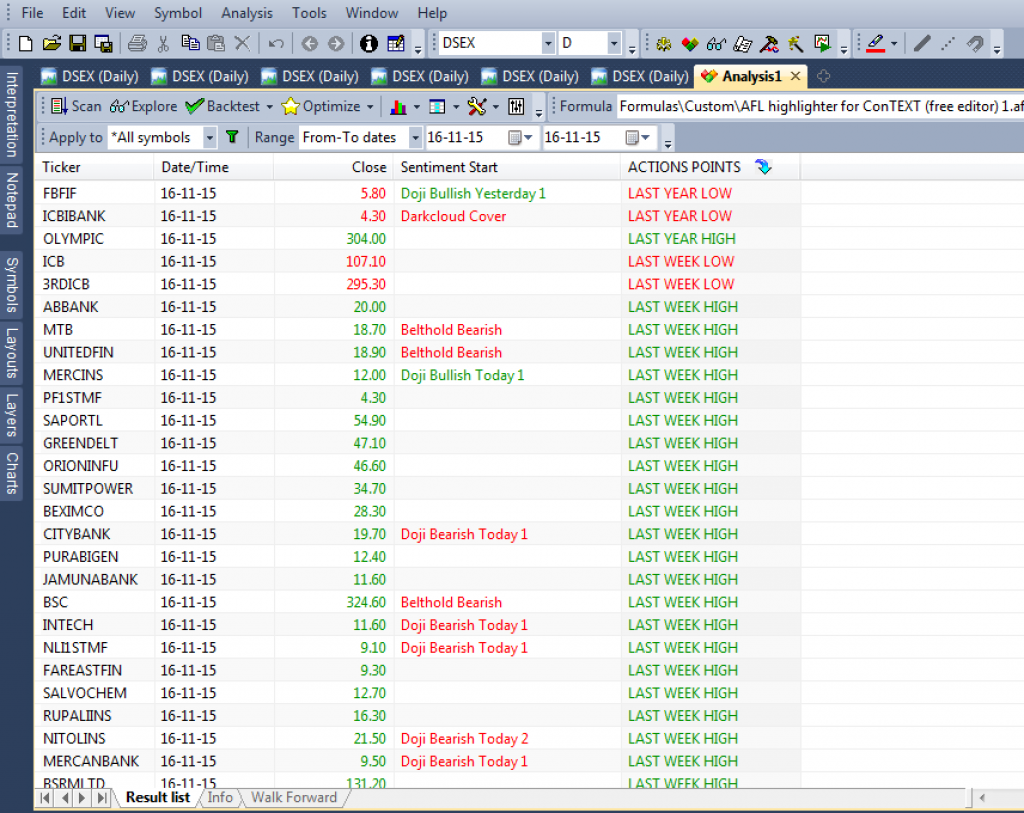 File Edit View Symbol Analysis Tools Window Help
DSEX D
DSEX (Daily) DSEX (Daily) DSEX (Daily) DSEX (Daily) DSEX (Daily) DSEX (Daily) Analysis1
Scan Explore Backtest Optimize Formula Formulas\Custom\AFL highlighter for ConTEXT (free editor) 1.af
Apply to *All symbols Range From-To dates 16-11-15 16-11-15
Interpretation
Notepad
Symbols
Layouts
Layers
Charts
Ticker Date/Time Close Sentiment Start ACTIONS POINTS
FBFIF 16-11-15 5.80 Doji Bullish Yesterday 1 LAST YEAR LOW
ICBIBANK 16-11-15 4.30 Darkcloud Cover LAST YEAR LOW
OLYMPIC 16-11-15 304.00 LAST YEAR HIGH
ICB 16-11-15 107.10 LAST WEEK LOW
3RDICB 16-11-15 295.30 LAST WEEK LOW
ABBANK 16-11-15 20.00 LAST WEEK HIGH
MTB 16-11-15 18.70 Belthold Bearish LAST WEEK HIGH
UNITEDFIN 16-11-15 18.90 Belthold Bearish LAST WEEK HIGH
MERCINS 16-11-15 12.00 Doji Bullish Today 1 LAST WEEK HIGH
PF1STMF 16-11-15 4.30 LAST WEEK HIGH
SAPORTL 16-11-15 54.90 LAST WEEK HIGH
GREENDELT 16-11-15 47.10 LAST WEEK HIGH
ORIONINFU 16-11-15 46.60 LAST WEEK HIGH
SUMITPOWER 16-11-15 34.70 LAST WEEK HIGH
BEXIMCO 16-11-15 28.30 LAST WEEK HIGH
CITYBANK 16-11-15 19.70 Doji Bearish Today 1 LAST WEEK HIGH
PURABIGEN 16-11-15 12.40 LAST WEEK HIGH
JAMUNABANK 16-11-15 11.60 LAST WEEK HIGH
BSC 16-11-15 324.60 Belthold Bearish LAST WEEK HIGH
INTECH 16-11-15 11.60 Doji Bearish Today 1 LAST WEEK HIGH
NLI1STMF 16-11-15 9.10 Doji Bearish Today 1 LAST WEEK HIGH
FAREASTFIN 16-11-15 9.30 LAST WEEK HIGH
SALVOCHEM 16-11-15 12.70 LAST WEEK HIGH
RUPALIINS 16-11-15 16.30 LAST WEEK HIGH
NITOLINS 16-11-15 21.50 Doji Bearish Today 2 LAST WEEK HIGH
MERCANBANK 16-11-15 9.50 Doji Bearish Today 1 LAST WEEK HIGH
BSRMLTD 16-11-15 131.20 LAST WEEK HIGH
Result list Info Walk Forward